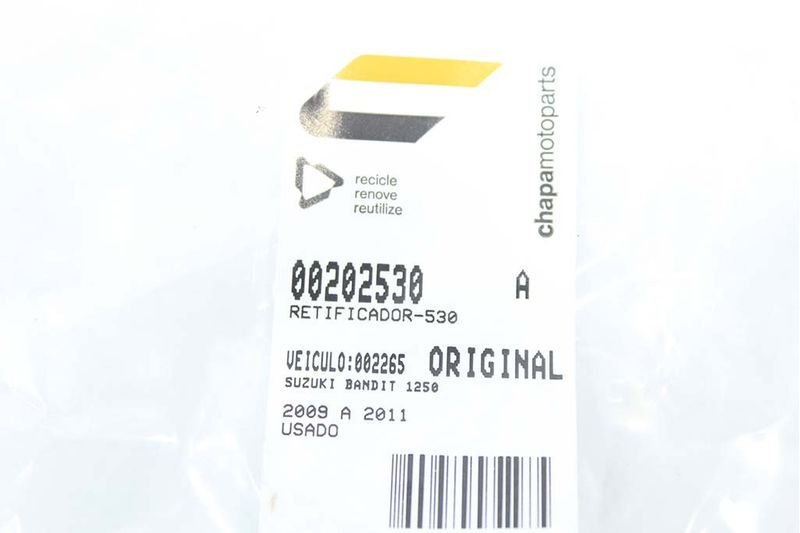 chapamotoparts
recicle
renove
reutilize
00202530 A
RETIFICADOR-530
VEICULO:002265 ORIGINAL
SUZUKI BANDIT 1250
2009 A 2011
USADO